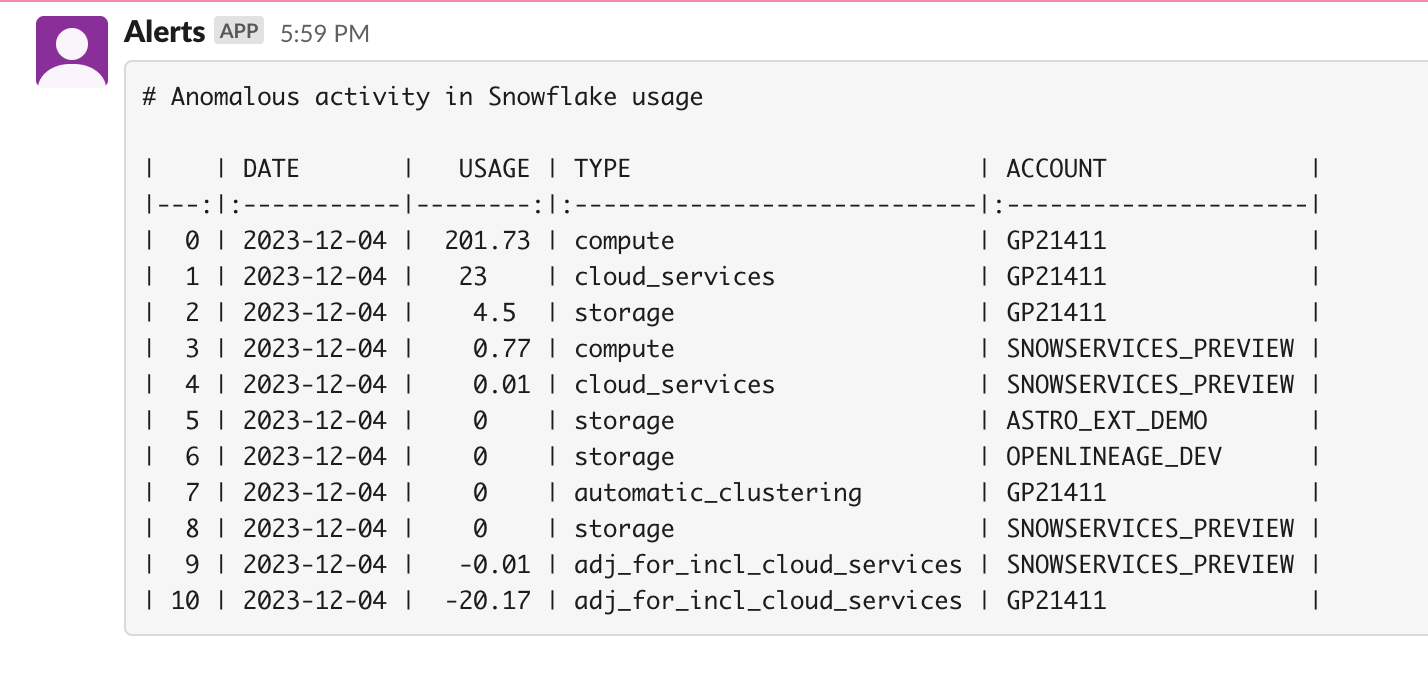 Alerts APP 5:59 PM
# Anomalous activity in Snowflake usage
|    | DATE       |   USAGE | TYPE                        | ACCOUNT              |
|---:|:-----------|--------:|:----------------------------|:---------------------|
|  0 | 2023-12-04 |  201.73 | compute                     | GP21411              |
|  1 | 2023-12-04 |   23    | cloud_services              | GP21411              |
|  2 | 2023-12-04 |    4.5  | storage                     | GP21411              |
|  3 | 2023-12-04 |    0.77 | compute                     | SNOWSERVICES_PREVIEW |
|  4 | 2023-12-04 |    0.01 | cloud_services              | SNOWSERVICES_PREVIEW |
|  5 | 2023-12-04 |    0    | storage                     | ASTRO_EXT_DEMO       |
|  6 | 2023-12-04 |    0    | storage                     | OPENLINEAGE_DEV      |
|  7 | 2023-12-04 |    0    | automatic_clustering        | GP21411              |
|  8 | 2023-12-04 |    0    | storage                     | SNOWSERVICES_PREVIEW |
|  9 | 2023-12-04 |   -0.01 | adj_for_incl_cloud_services | SNOWSERVICES_PREVIEW |
| 10 | 2023-12-04 |  -20.17 | adj_for_incl_cloud_services | GP21411              |